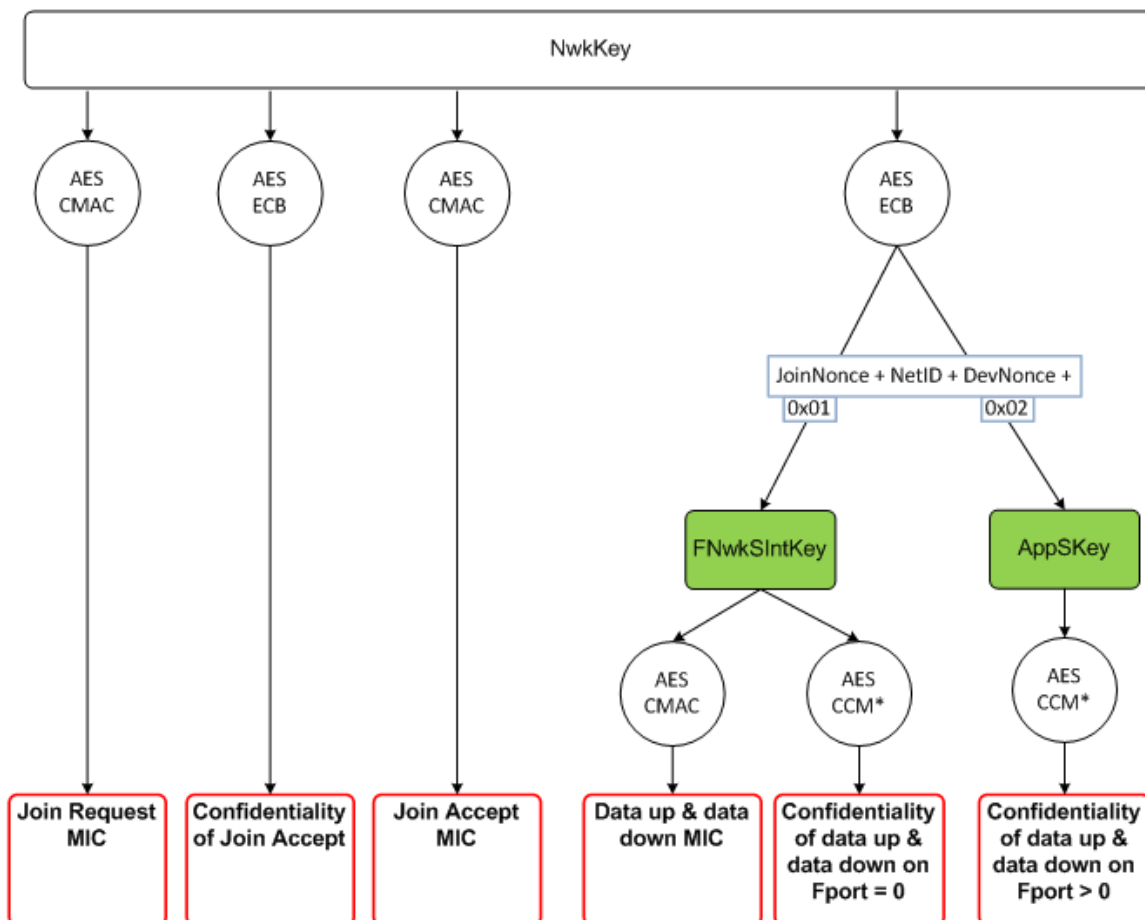 NwkKey
AES
CMAC
AES
ECB
AES
CMAC
AES
ECB
JoinNonce + NetID + DevNonce +
0x01
0x02
FNwkSIntKey
AppSKey
AES
CMAC
AES
CCM*
AES
CCM*
Join Request
MIC
Confidentiality
of Join Accept
Join Accept
MIC
Data up & data
down MIC
Confidentiality
of data up &
data down on
Fport = 0
Confidentiality
of data up &
data down on
Fport > 0